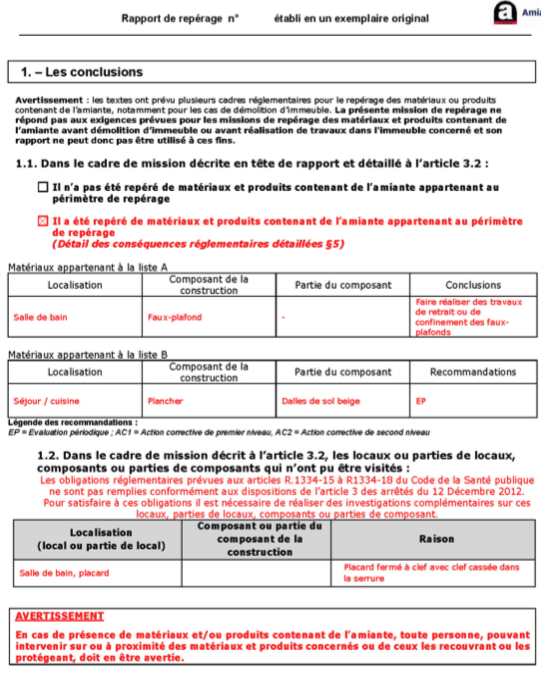 Rapport de repérage n° établi en un exemplaire original
a Amia
1. – Les conclusions
Avertissement : les textes ont prévu plusieurs cadres réglementaires pour le repérage des matériaux ou produits
contenant de l'amiante, notamment pour les cas de démolition d'immeuble. La présente mission de repérage ne
répond pas aux exigences prévues pour les missions de repérage des matériaux et produits contenant de
l'amiante avant démolition d'immeuble ou avant réalisation de travaux dans l'immeuble concerné et son
rapport ne peut donc pas être utilisé à ces fins.
1.1. Dans le cadre de mission décrite en tête de rapport et détaillé à l'article 3.2 :
Il n'a pas été repéré de matériaux et produits contenant de l'amiante appartenant au
périmètre de repérage
Il a été repéré de matériaux et produits contenant de l'amiante appartenant au périmètre
de repérage
(Détail des conséquences réglementaires détaillées §5)
Matériaux appartenant à la liste A
Localisation
Composant de la
construction
Partie du composant
Conclusions
Salle de bain
Faux-plafond
-
Faire réaliser des travaux
de retrait ou de
confinement des faux-
plafonds
Matériaux appartenant à la liste B
Localisation
Composant de la
construction
Partie du composant
Recommandations
Séjour / cuisine
Plancher
Dalles de sol beige
EP
Légende des recommandations :
EP = Evaluation périodique ; AC1 = Action corrective de premier niveau, AC2 = Action corrective de second niveau
1.2. Dans le cadre de mission décrit à l'article 3.2, les locaux ou parties de locaux,
composants ou parties de composants qui n'ont pu être visités :
Les obligations réglementaires prévues aux articles R.1334-15 à R1334-18 du Code de la Santé publique
ne sont pas remplies conformément aux dispositions de l'article 3 des arrêtés du 12 Décembre 2012.
Pour satisfaire à ces obligations il est nécessaire de réaliser des investigations complémentaires sur ces
locaux, parties de locaux, composants ou parties de composant.
Localisation
(local ou partie de local)
Composant ou partie du
composant de la
construction
Raison
Salle de bain, placard
Placard fermé à clef avec clef cassée dans
la serrure
AVERTISSEMENT
En cas de présence de matériaux et/ou produits contenant de l'amiante, toute personne, pouvant
intervenir sur ou à proximité des matériaux et produits concernés ou de ceux les recouvrant ou les
protégeant, doit en être avertie.